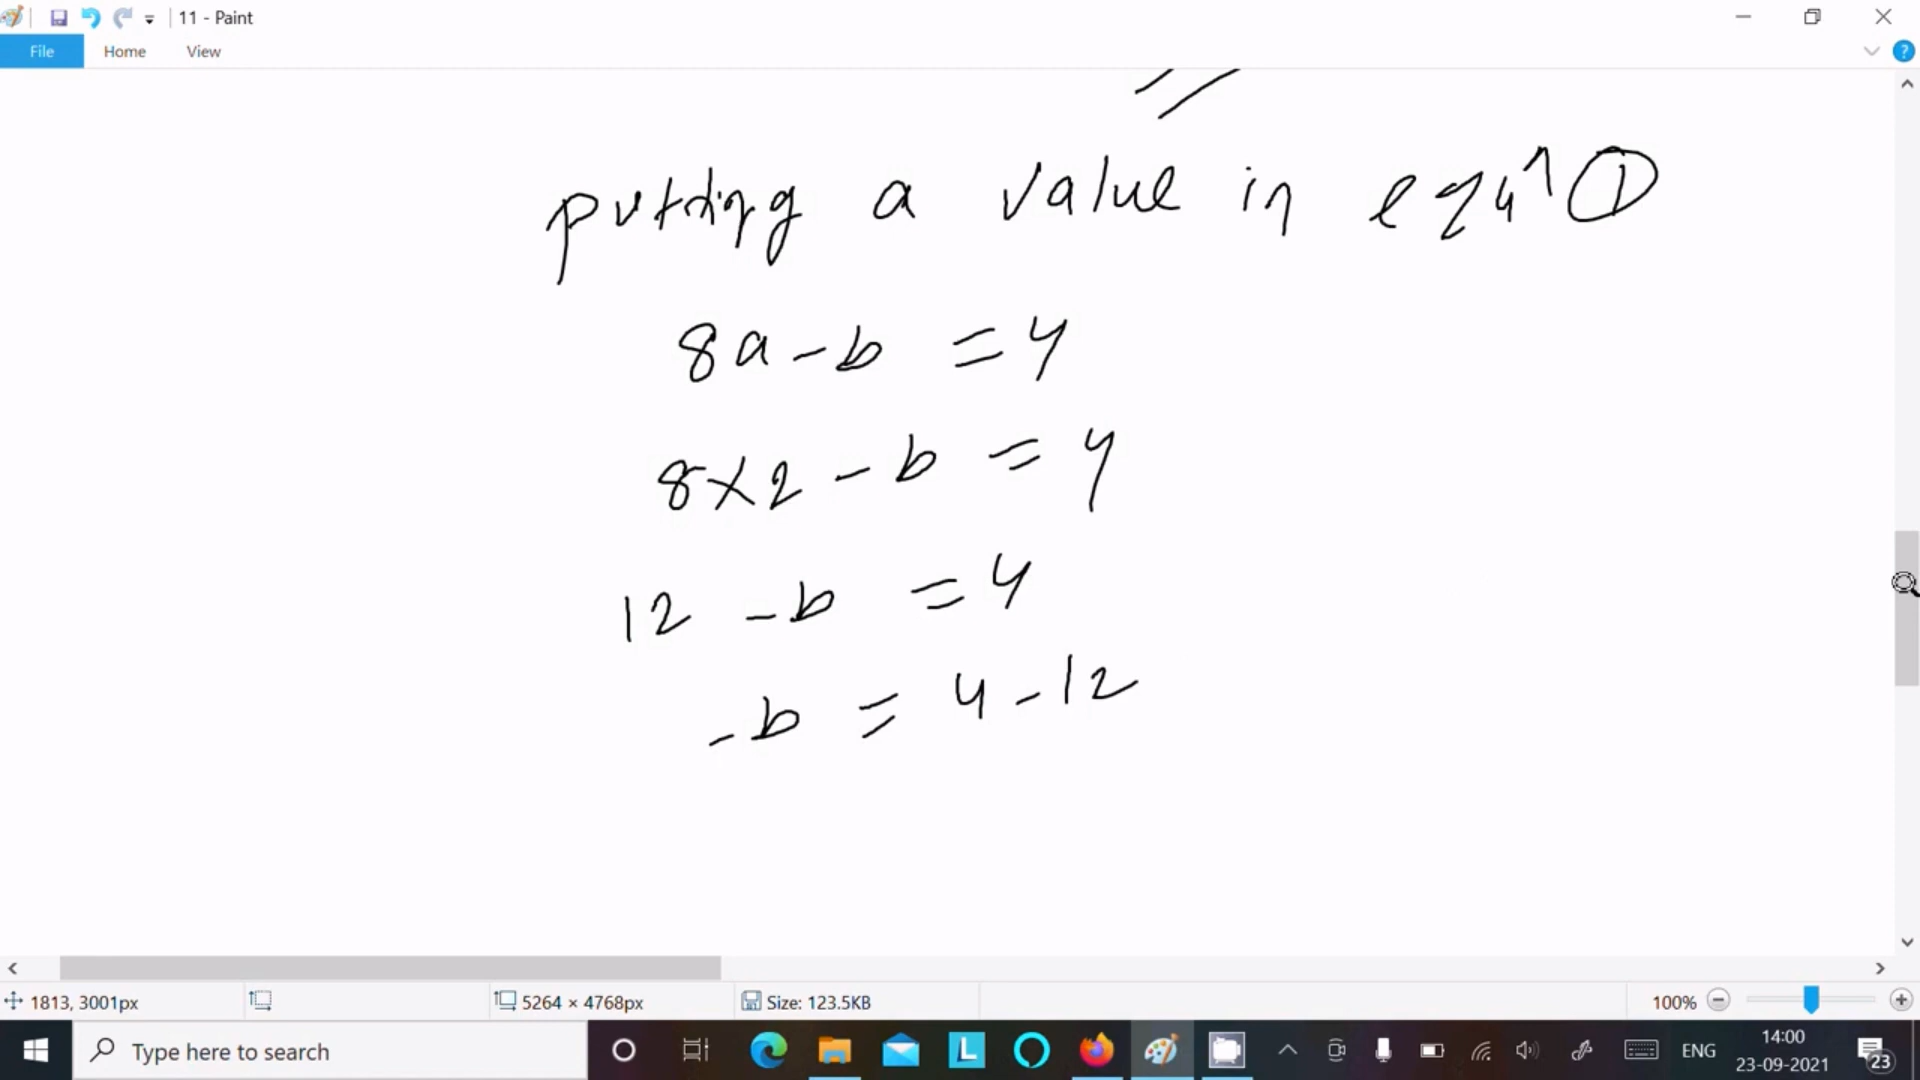 11 - Paint
File Home View
putting a value in equⁿ ①
8a - b = 4
8 x 2 - b = 4
12 - b = 4
- b = 4 - 12
1813, 3001px 5264 × 4768px Size: 123.5KB 100%
Type here to search L ENG 14:00
23-09-2021 23